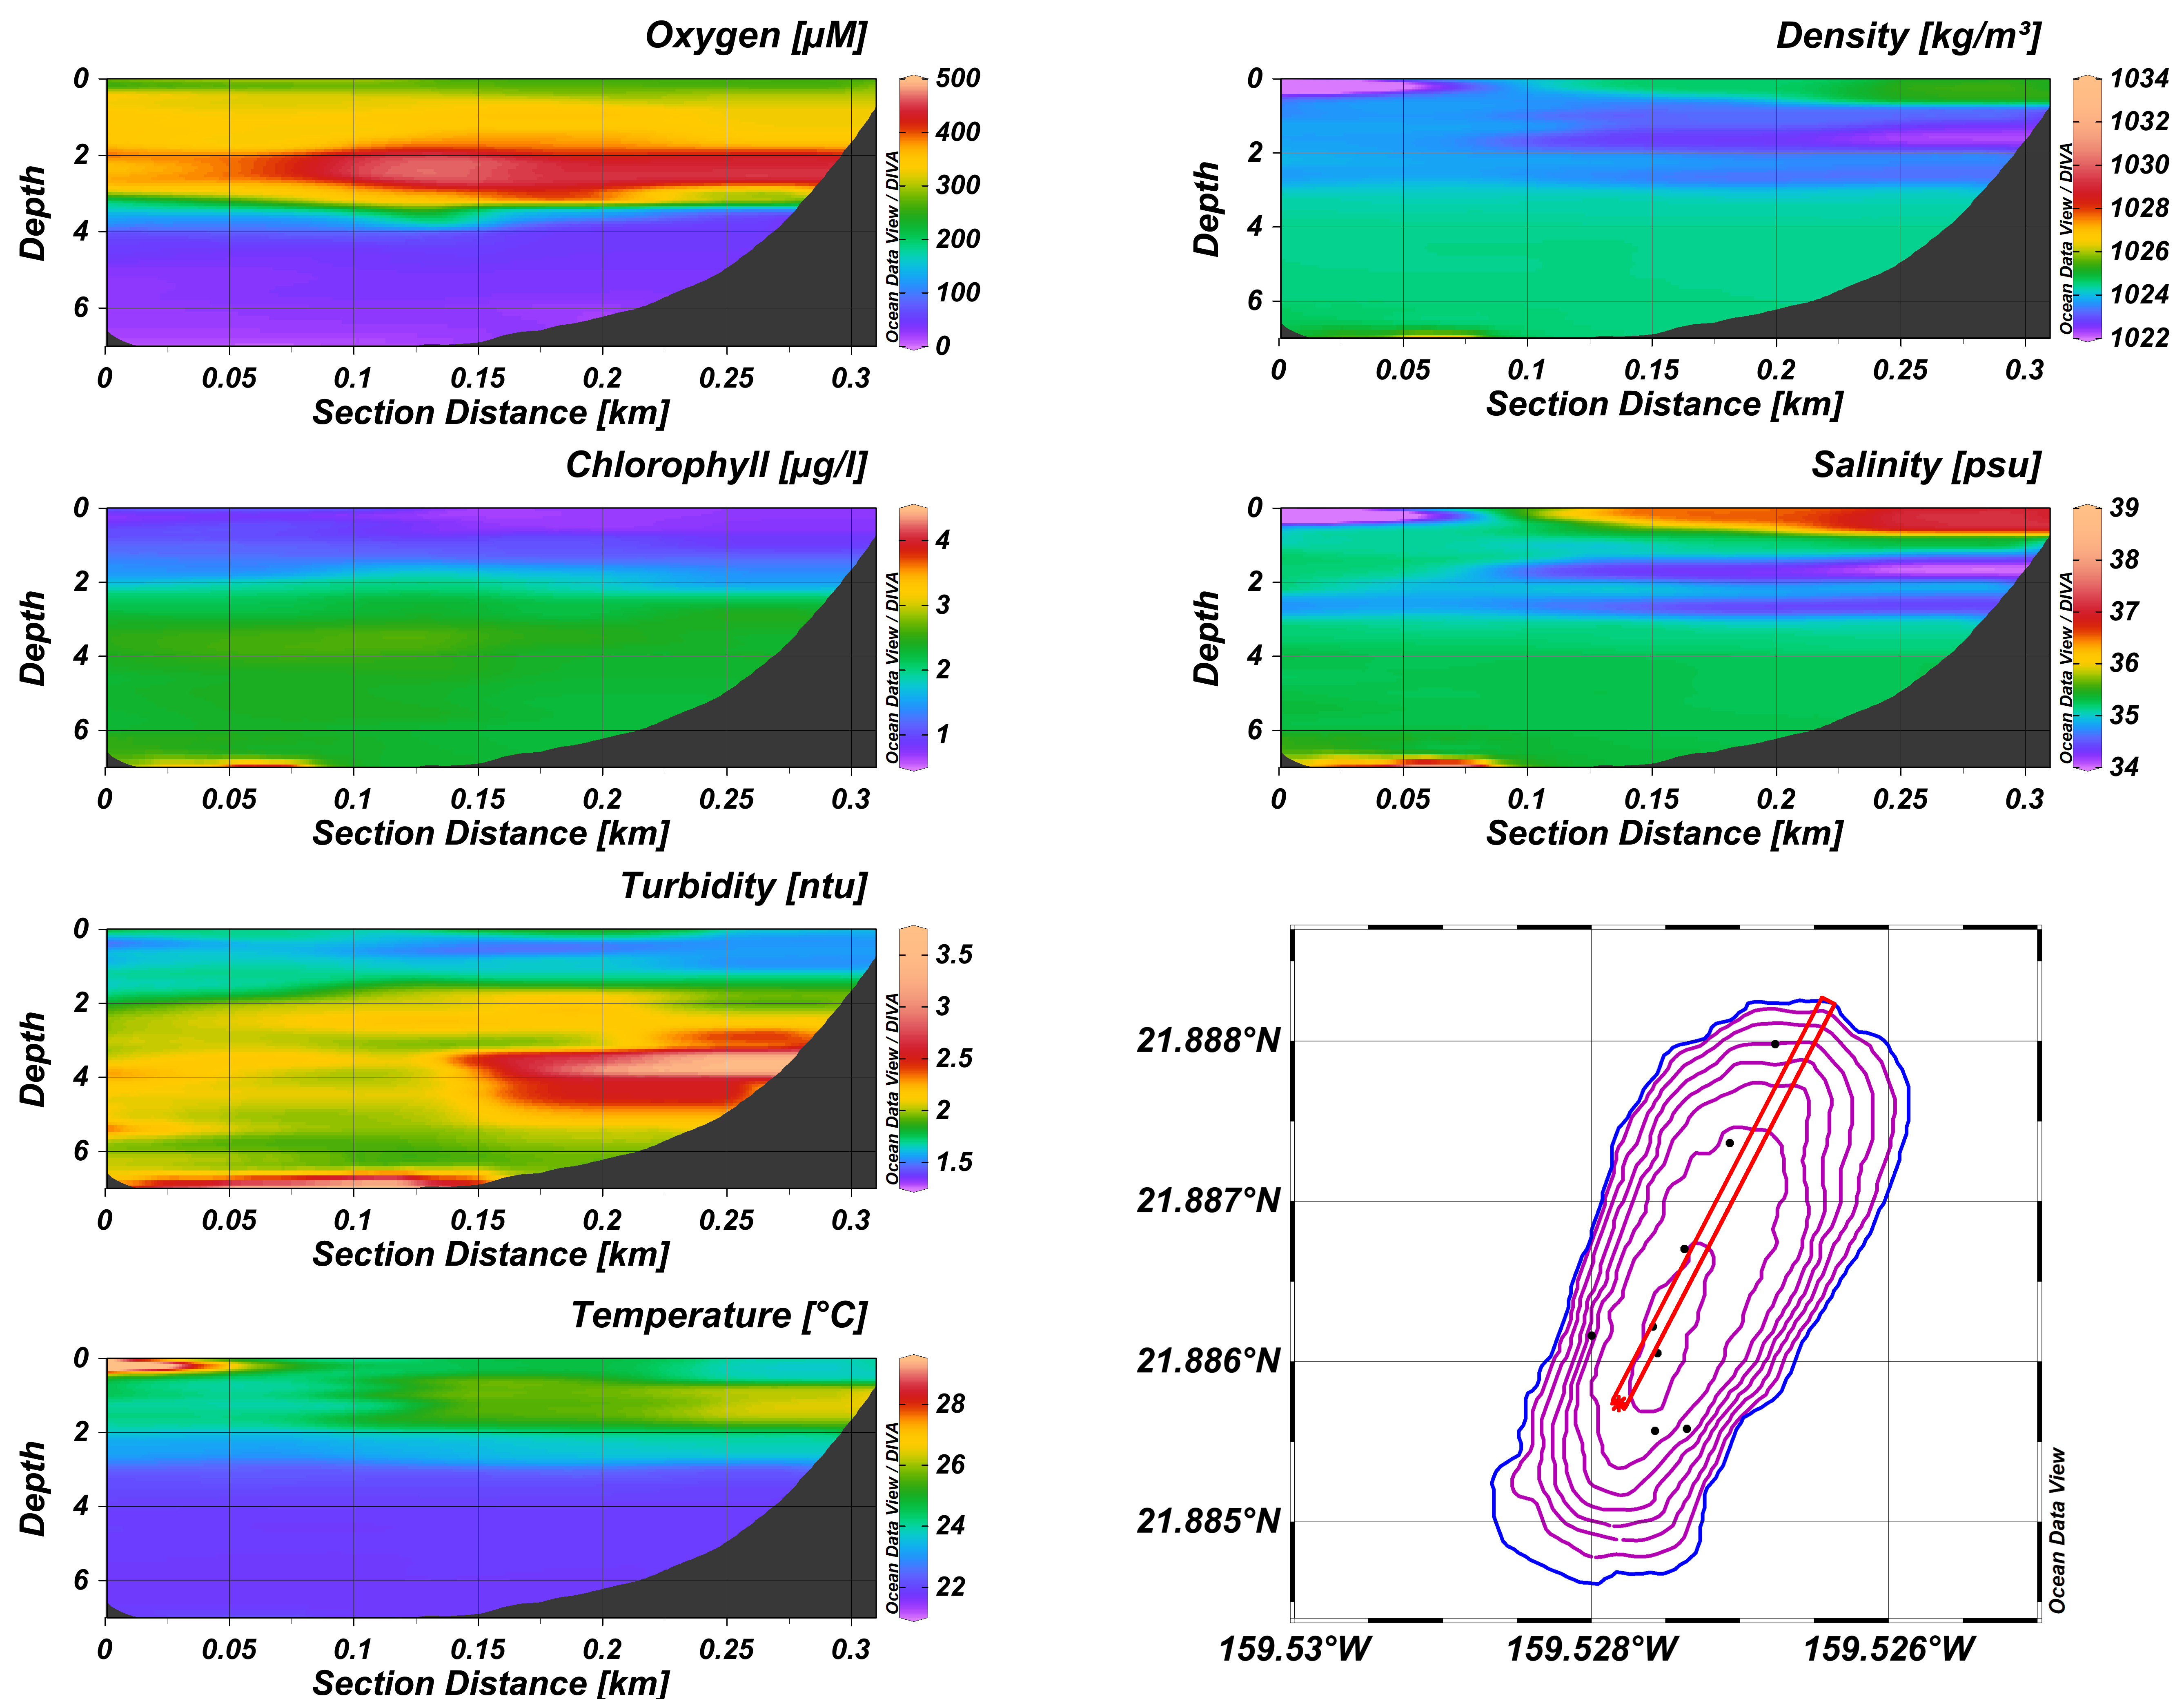 Oxygen [µM]
0
2
4
6
Depth
0 0.05 0.1 0.15 0.2 0.25 0.3
Section Distance [km]
500
400
300
200
100
0
Ocean Data View / DIVA
Chlorophyll [µg/l]
0
2
4
6
Depth
0 0.05 0.1 0.15 0.2 0.25 0.3
Section Distance [km]
4
3
2
1
Ocean Data View / DIVA
Turbidity [ntu]
0
2
4
6
Depth
0 0.05 0.1 0.15 0.2 0.25 0.3
Section Distance [km]
3.5
3
2.5
2
1.5
Ocean Data View / DIVA
Temperature [°C]
0
2
4
6
Depth
0 0.05 0.1 0.15 0.2 0.25 0.3
Section Distance [km]
28
26
24
22
Ocean Data View / DIVA
Density [kg/m³]
0
2
4
6
Depth
0 0.05 0.1 0.15 0.2 0.25 0.3
Section Distance [km]
1034
1032
1030
1028
1026
1024
1022
Ocean Data View / DIVA
Salinity [psu]
0
2
4
6
Depth
0 0.05 0.1 0.15 0.2 0.25 0.3
Section Distance [km]
39
38
37
36
35
34
Ocean Data View / DIVA
21.888°N
21.887°N
21.886°N
21.885°N
159.53°W 159.528°W 159.526°W
Ocean Data View